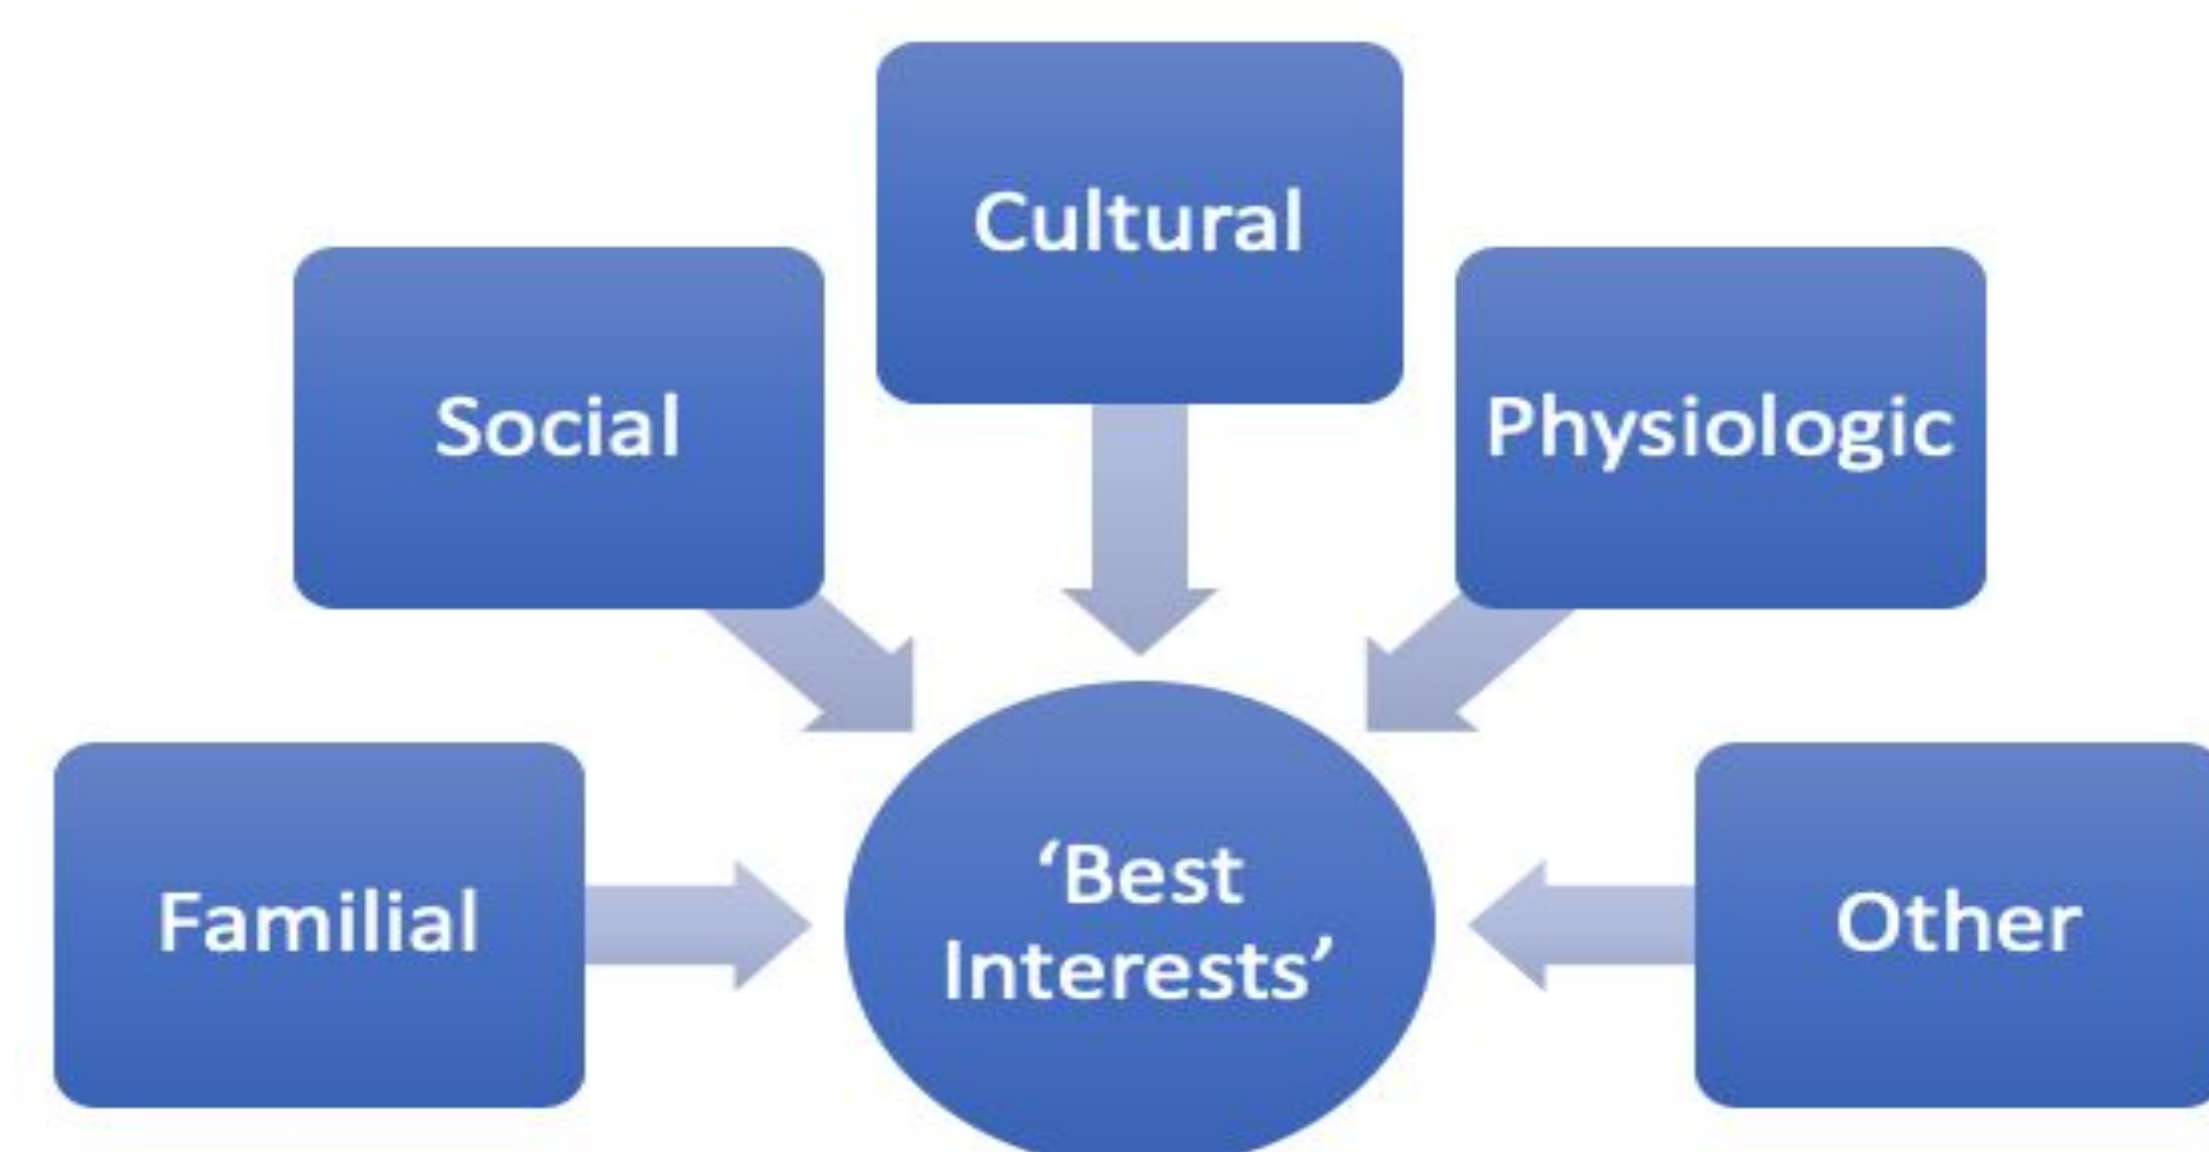 Cultural
Social
Physiologic
Familial
‘Best
Interests’
Other